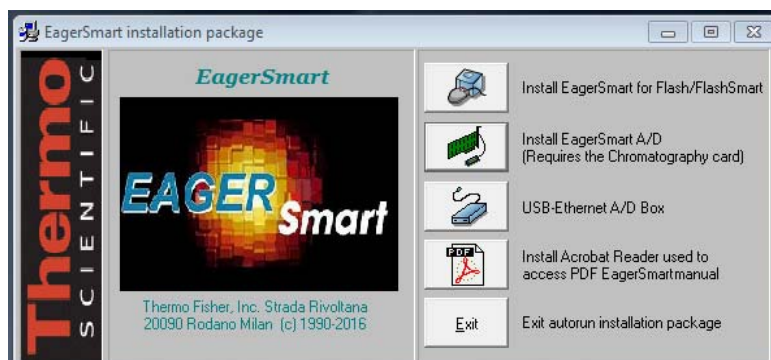 EagerSmart installation package
Thermo
SCIENTIFIC
EagerSmart
EAGER
Smart
Thermo Fisher, Inc. Strada Rivoltana
20090 Rodano Milan (c) 1990-2016
Install EagerSmart for Flash/FlashSmart
Install EagerSmart A/D
(Requires the Chromatography card)
USB-Ethernet A/D Box
PDF
Install Acrobat Reader used to
access PDF EagerSmartmanual
Exit
Exit autorun installation package